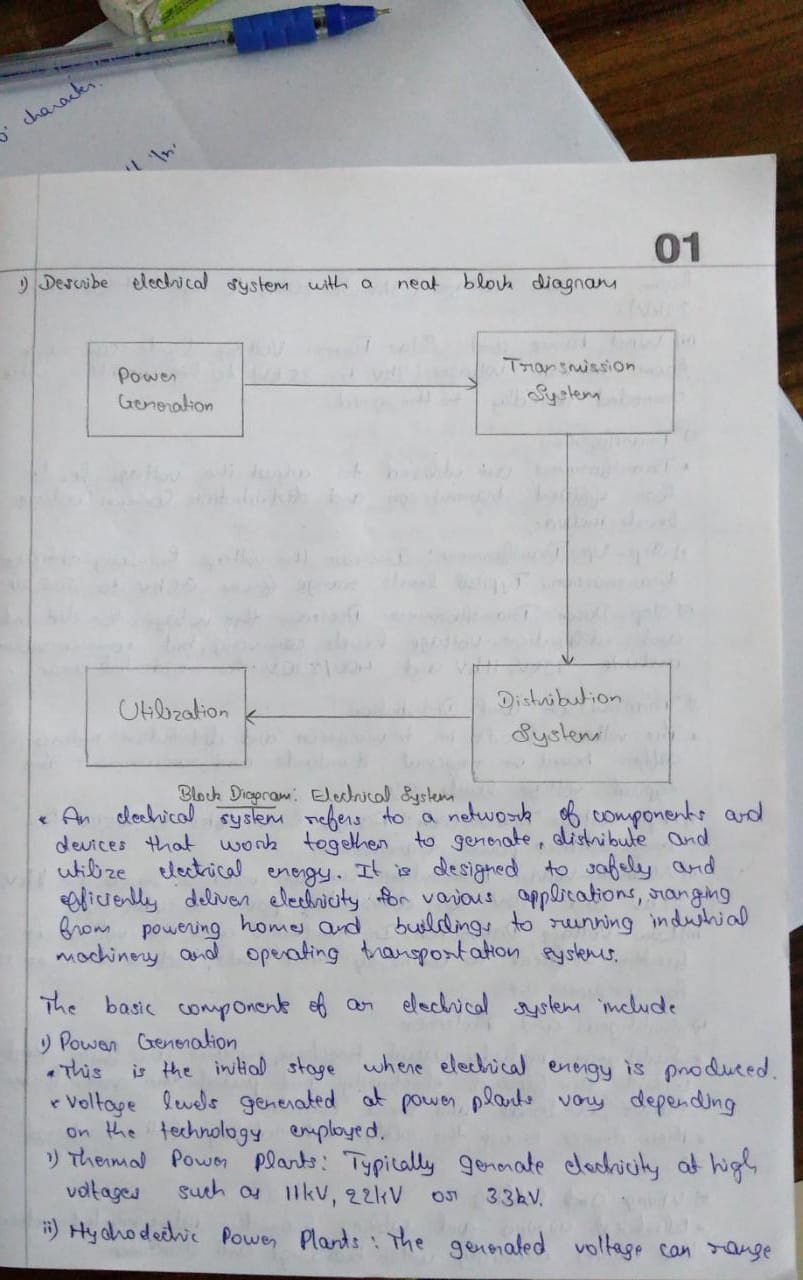 character.
'n'
01
1) Describe electrical system with a neat block diagram
Power
Generation
Transmission
System
Utilization
Distribution
System
Block Diagram: Electrical System
• An electrical system refers to a network of components and
devices that work together to generate, distribute and
utilize electrical energy. It is designed to safely and
efficiently deliver electricity for various applications, ranging
from powering homes and buildings to running industrial
machinery and operating transportation systems.
The basic components of an electrical system include
1) Power Generation
• This is the initial stage where electrical energy is produced.
• Voltage levels generated at power plants vary depending
on the technology employed.
i) Thermal Power Plants: Typically generate electricity at high
voltages such as 11kV, 22kV or 33kV.
ii) Hydroelectric Power Plants: The generated voltage can range